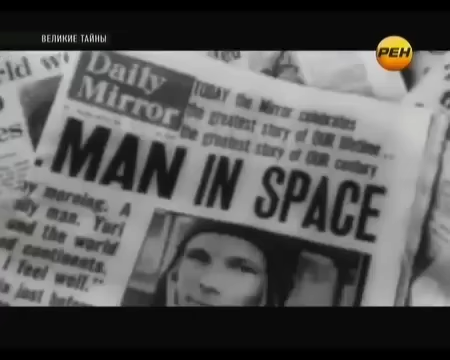 ВЕЛИКИЕ ТАЙНЫ
РЕН
Daily
Mirror
TODAY the Mirror celebrates
the greatest story of OUR lifetime...
the greatest story of OUR century
MAN IN SPACE
morning. A
man. Yuri
and the world
continents.
I feel well."
just before